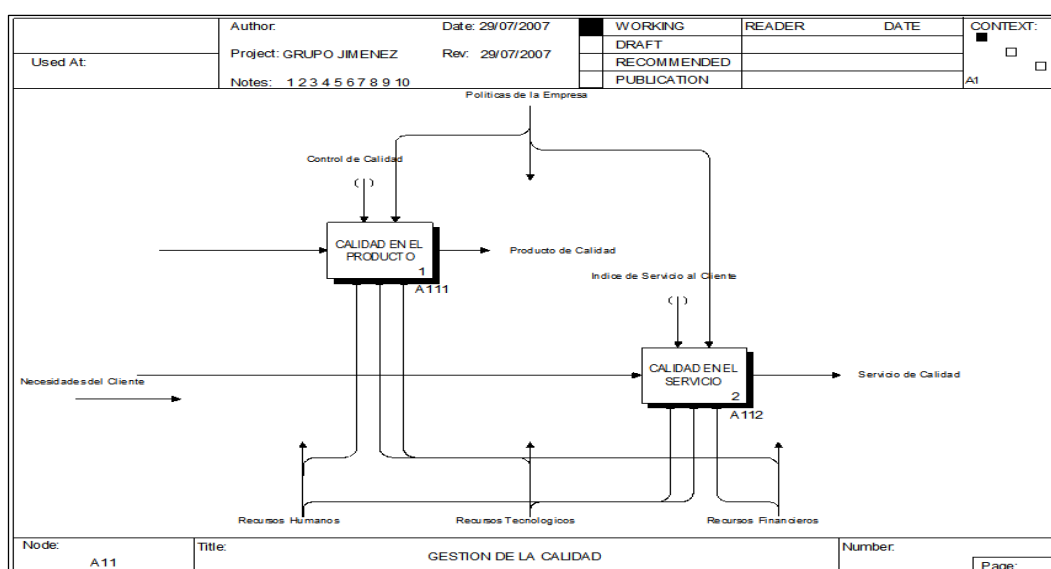 Used At:
Author:
Date: 29/07/2007
Project: GRUPO JIMENEZ
Rev: 29/07/2007
Notes: 1 2 3 4 5 6 7 8 9 10
WORKING
DRAFT
RECOMMENDED
PUBLICATION
READER
DATE
CONTEXT:
A1
Politicas de la Empresa
Control de Calidad
( )
CALIDAD EN EL
PRODUCTO
1
A111
Producto de Calidad
Indice de Servicio al Cliente
( )
CALIDAD EN EL
SERVICIO
2
A112
Servicio de Calidad
Necesidades del Cliente
Recursos Humanos
Recursos Tecnologicos
Recursos Financieros
Node:
A11
Title:
GESTION DE LA CALIDAD
Number:
Page: